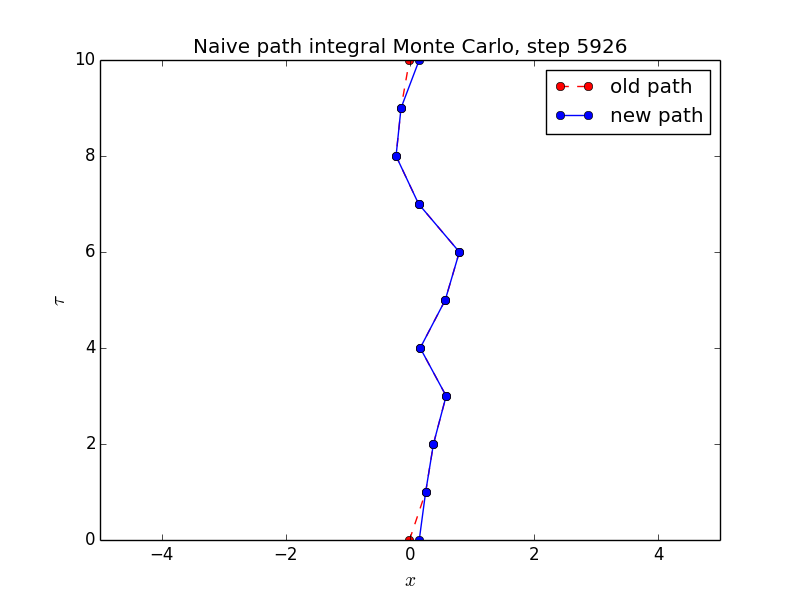 Naive path integral Monte Carlo, step 5926
old path
new path
10
8
6
4
2
0
τ
−4 −2 0 2 4
x